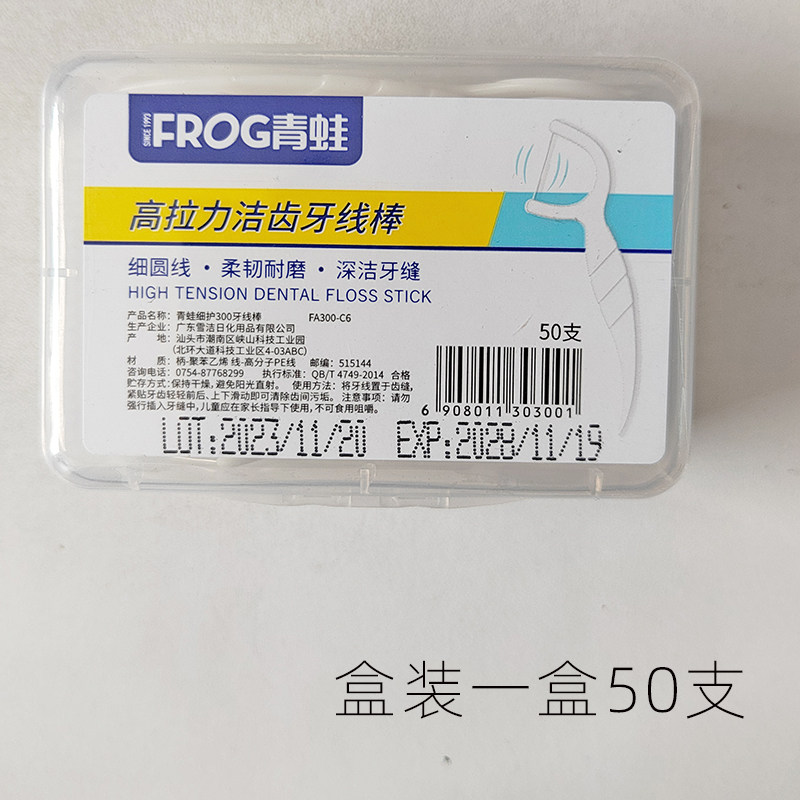 SINCE 1993
FROG青蛙
高拉力洁齿牙线棒
细圆线・柔韧耐磨・深洁牙缝
HIGH TENSION DENTAL FLOSS STICK
产品名称：青蛙细护300牙线棒 FA300-C6
生产企业：广东雪洁日化用品有限公司
产 地：汕头市潮南区峡山科技工业园
（北环大道科技工业区4-03ABC）
材 质：柄-聚苯乙烯 线-高分子PE线 邮编：515144
咨询电话：0754-87768299 执行标准：QB/T 4749-2014 合格
贮存方式：保持干燥，避免阳光直射。 使用方法：将牙线置于齿缝，
紧贴牙齿轻轻前后、上下滑动即可清除齿间污垢。 注意事项：请勿
强行插入牙缝中，儿童应在家长指导下使用，不可食用咀嚼。
50支
6 908011 303001
LOT:2023/11/20 EXP:2028/11/19
盒装一盒50支